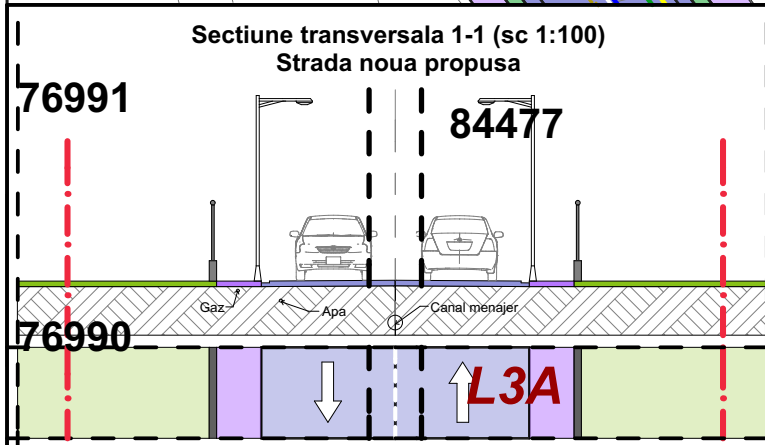 Sectiune transversala 1-1 (sc 1:100)
Strada noua propusa
76991
84477
Gaz
Apa
Canal menajer
76990
L3A